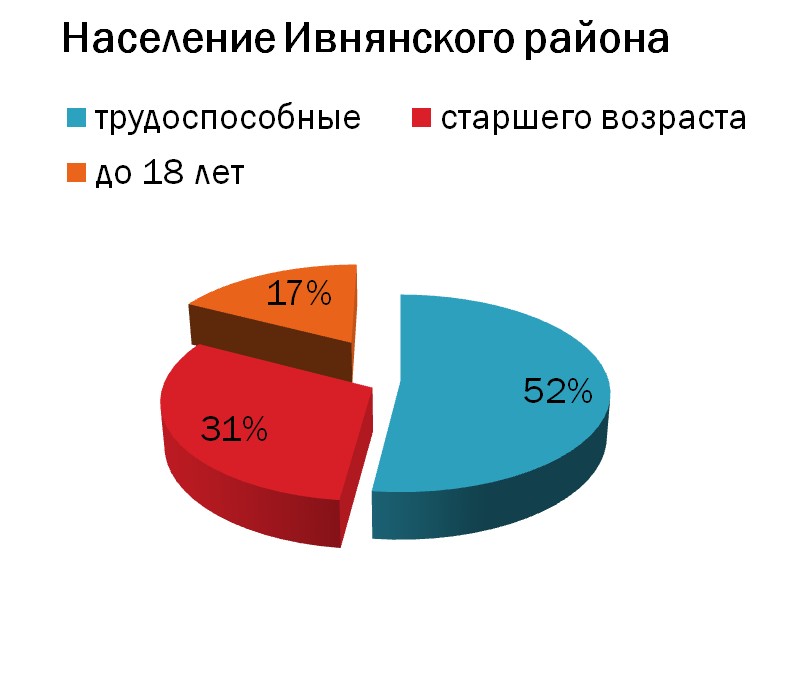 Население Ивнянского района
трудоспособные старшего возраста
до 18 лет
17%
52%
31%